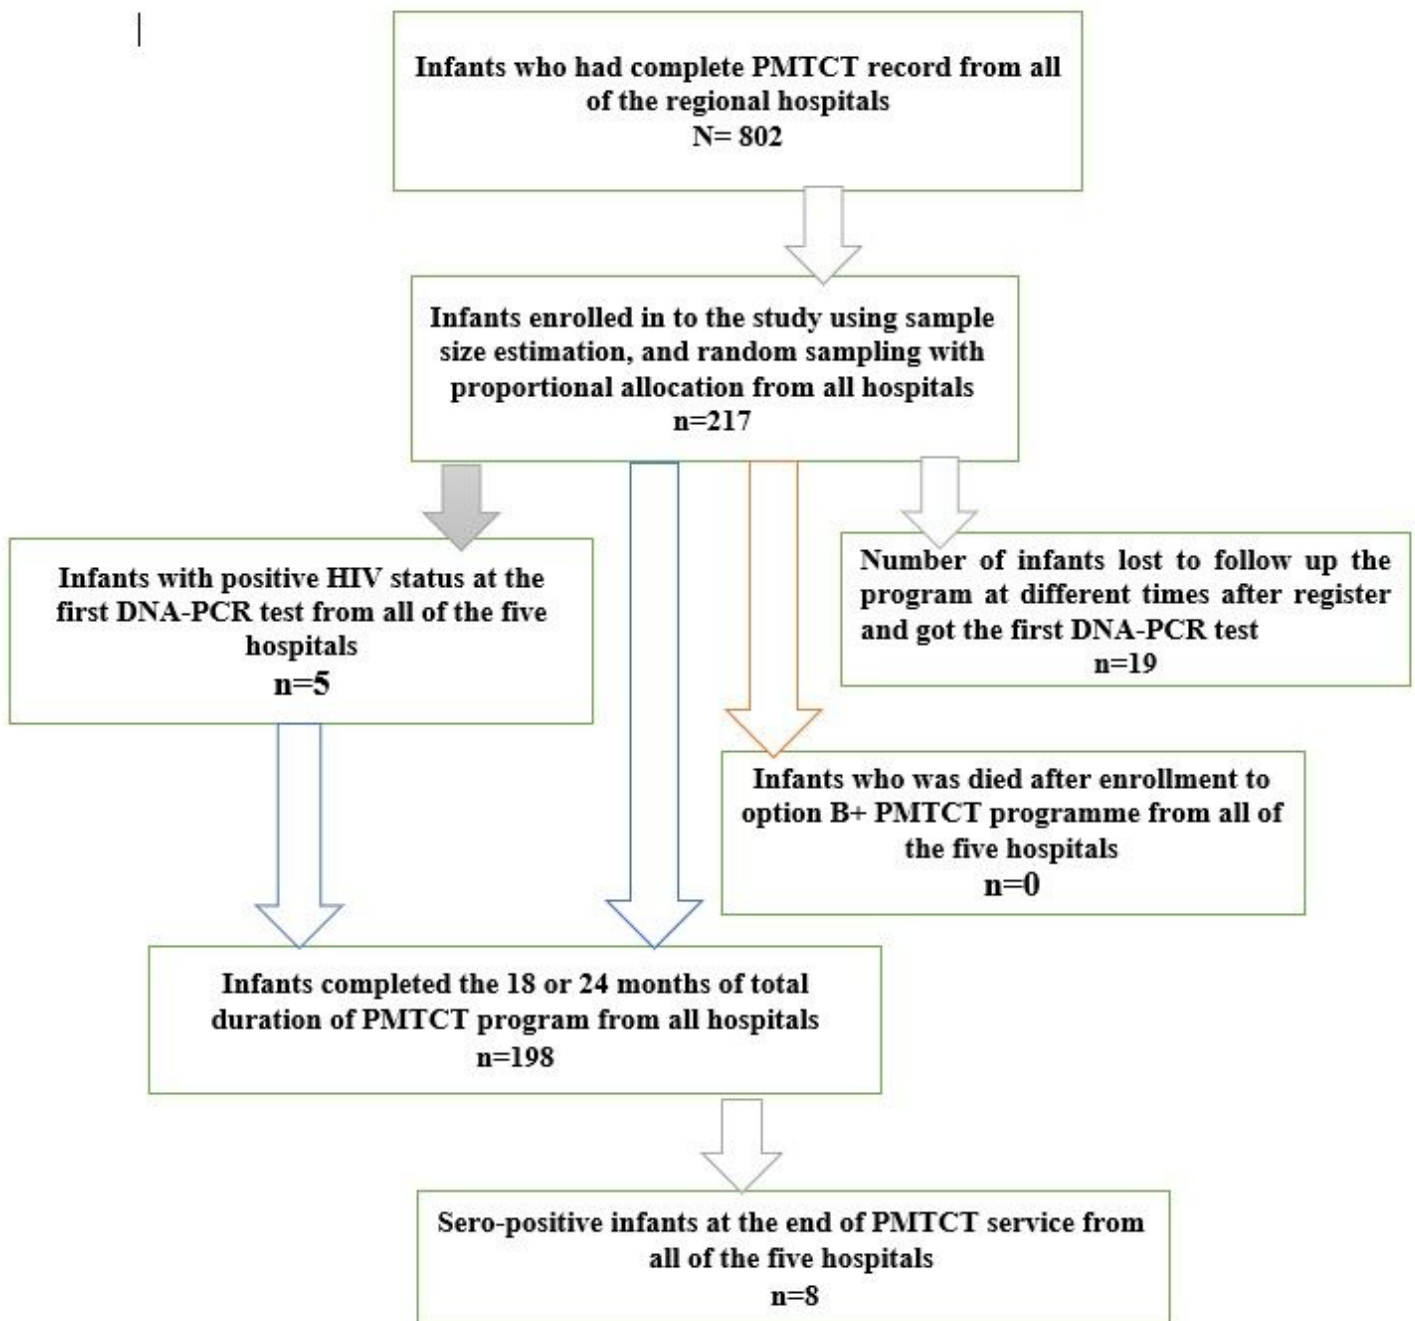 Infants who had complete PMTCT record from all
of the regional hospitals
N= 802
Infants enrolled in to the study using sample
size estimation, and random sampling with
proportional allocation from all hospitals
n=217
Infants with positive HIV status at the
first DNA-PCR test from all of the five
hospitals
n=5
Number of infants lost to follow up the
program at different times after register
and got the first DNA-PCR test
n=19
Infants who was died after enrollment to
option B+ PMTCT programme from all of
the five hospitals
n=0
Infants completed the 18 or 24 months of total
duration of PMTCT program from all hospitals
n=198
Sero-positive infants at the end of PMTCT service from
all of the five hospitals
n=8